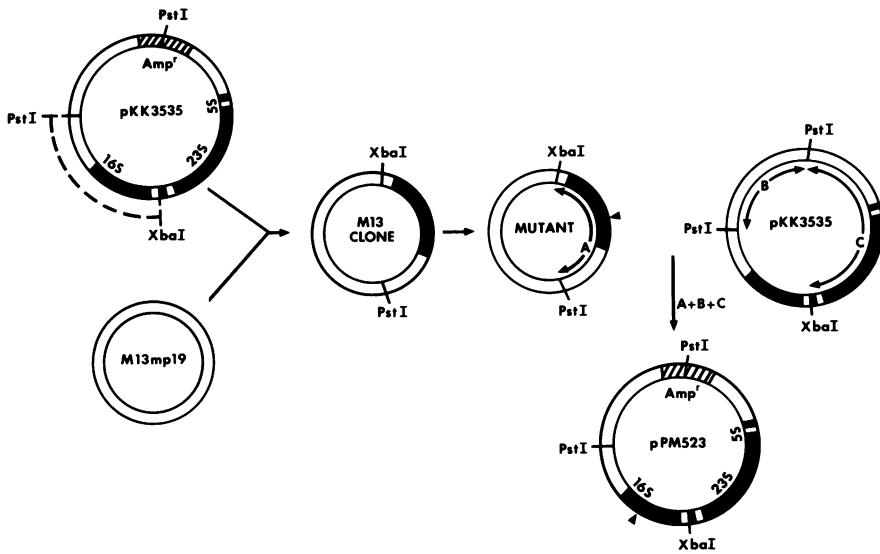 PstI
Ampʳ
pKK3535
5S
PstI
16S
23S
XbaI
M13mp19
XbaI
M13
CLONE
PstI
XbaI
MUTANT
A
PstI
PstI
B
pKK3535
PstI
C
XbaI
A+B+C
PstI
Ampʳ
5S
PstI
pPM523
16S
23S
XbaI